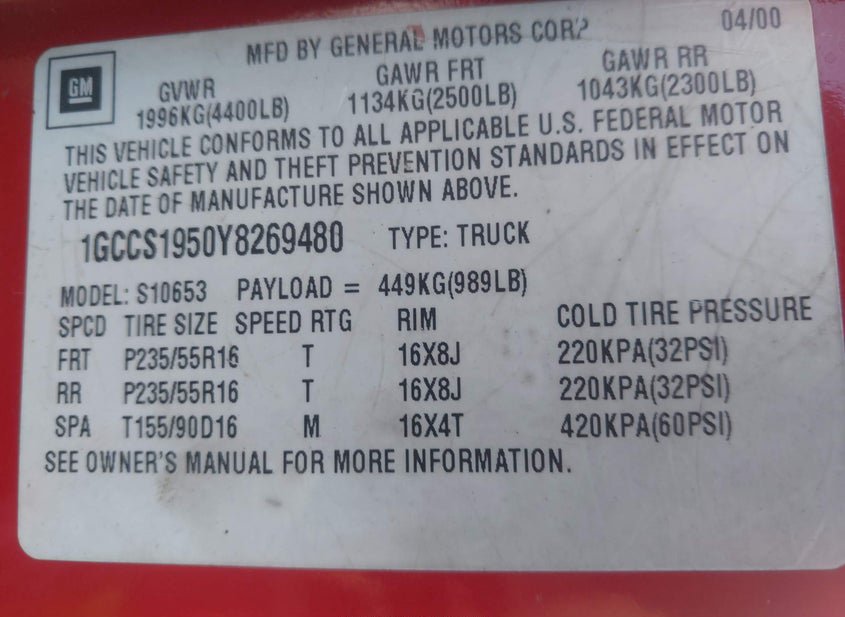 MFD BY GENERAL MOTORS CORP 04/00
GM
GVWR GAWR FRT GAWR RR
1996KG(4400LB) 1134KG(2500LB) 1043KG(2300LB)
THIS VEHICLE CONFORMS TO ALL APPLICABLE U.S. FEDERAL MOTOR
VEHICLE SAFETY AND THEFT PREVENTION STANDARDS IN EFFECT ON
THE DATE OF MANUFACTURE SHOWN ABOVE.
1GCCS1950Y8269480 TYPE: TRUCK
MODEL: S10653 PAYLOAD = 449KG(989LB)
SPCD TIRE SIZE SPEED RTG RIM COLD TIRE PRESSURE
FRT P235/55R16 T 16X8J 220KPA(32PSI)
RR P235/55R16 T 16X8J 220KPA(32PSI)
SPA T155/90D16 M 16X4T 420KPA(60PSI)
SEE OWNER'S MANUAL FOR MORE INFORMATION.